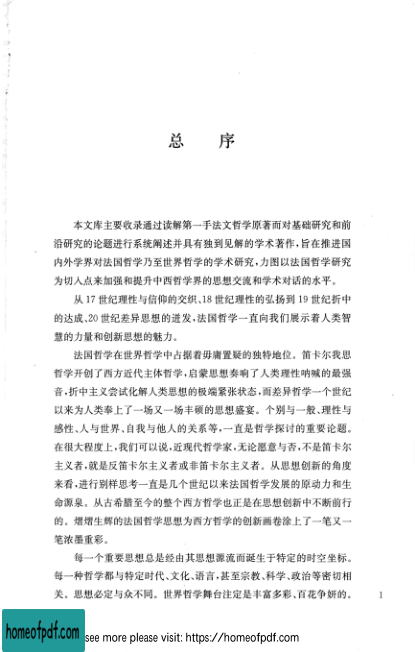 总 序
本文库主要收录通过读解第一手法文哲学原著而对基础研究和前
沿研究的论题进行系统阐述并具有独到见解的学术著作,旨在推进国
内外学界对法国哲学乃至世界哲学的学术研究,力图以法国哲学研究
为切入点来加强和提升中西哲学界的思想交流和学术对话的水平。
从17世纪理性与信仰的交织、18世纪理性的弘扬到19世纪折中
的达成、20世纪差异思想的迸发,法国哲学一直向我们展示着人类智
慧的力量和创新思想的魅力。
法国哲学在世界哲学中占据着毋庸置疑的独特地位。笛卡尔我思
哲学开创了西方近代主体哲学,启蒙思想奏响了人类理性呐喊的最强
音,折中主义尝试化解人类思想的极端紧张状态,而差异哲学一个世纪
以来为人类奉上了一场又一场丰硕的思想盛宴。个别与一般、理性与
感性、人与世界、自我与他人的关系等,一直是哲学探讨的重要论题。
在很大程度上,我们可以说,近现代哲学家,无论愿意与否,不是笛卡尔
主义者,就是反笛卡尔主义者或非笛卡尔主义者。从思想创新的角度
来看,进行别样思考一直是几个世纪以来法国哲学发展的原动力和生
命源泉。从古希腊至今的整个西方哲学也正是在思想创新中不断前行
的。熠熠生辉的法国哲学思想为西方哲学的创新画卷涂上了一笔又一
笔浓墨重彩。
每一个重要思想总是经由其思想源流而诞生于特定的时空坐标。
每一种哲学都与特定时代、文化、语言,甚至宗教、科学、政治等密切相
关。思想必定与众不同。世界哲学舞台注定是丰富多彩、百花争妍的。
1
homeofpdf.com
see more please visit: https://homeofpdf.com